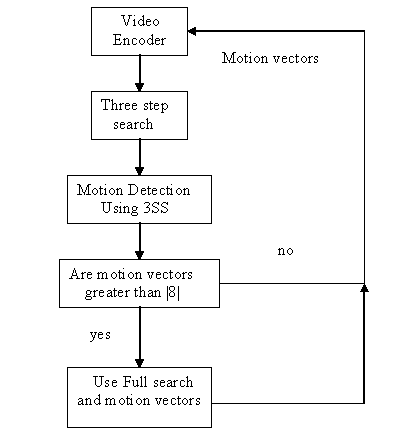 Video
Encoder
Motion vectors
Three step
search
Motion Detection
Using 3SS
no
Are motion vectors
greater than |8|
yes
Use Full search
and motion vectors